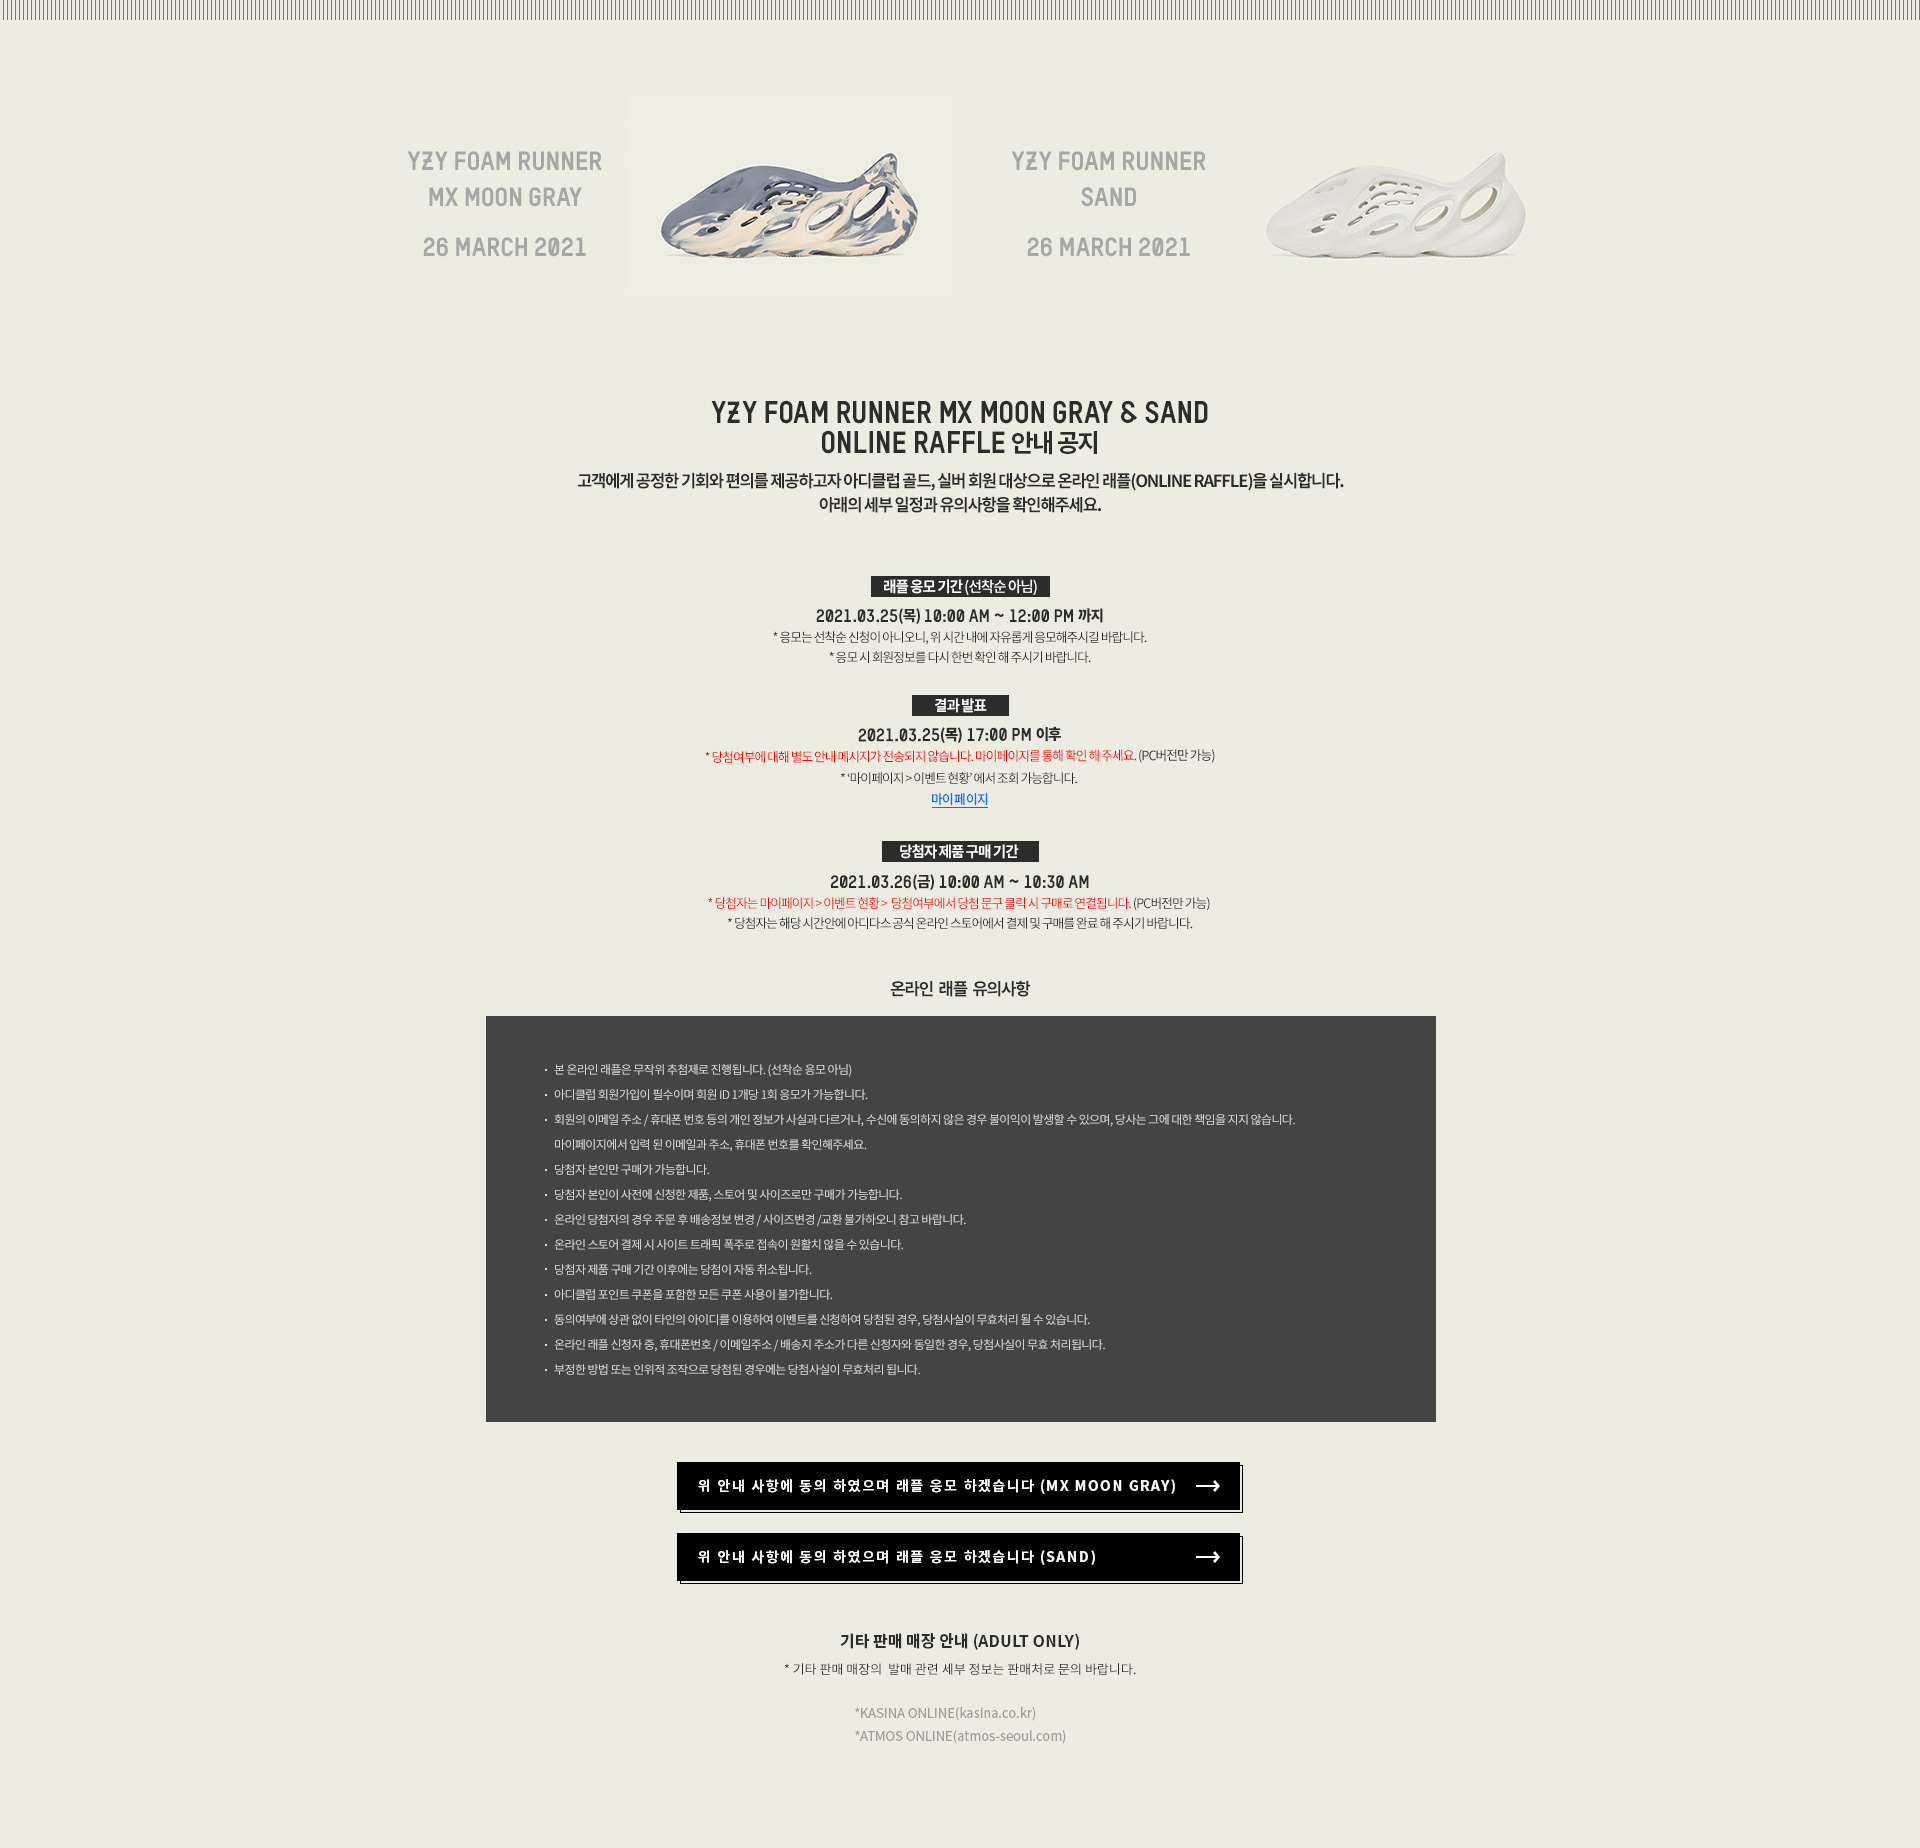 YƵY FOAM RUNNER
MX MOON GRAY
26 MARCH 2021
YƵY FOAM RUNNER
SAND
26 MARCH 2021
YƵY FOAM RUNNER MX MOON GRAY & SAND
ONLINE RAFFLE 안내 공지
고객에게 공정한 기회와 편의를 제공하고자 아디클럽 골드, 실버 회원 대상으로 온라인 래플(ONLINE RAFFLE)을 실시합니다.
아래의 세부 일정과 유의사항을 확인해주세요.
래플 응모 기간 (선착순 아님)
2021.03.25(목) 10:00 AM ~ 12:00 PM 까지
* 응모는 선착순 신청이 아니오니, 위 시간 내에 자유롭게 응모해주시길 바랍니다.
* 응모 시 회원정보를 다시 한번 확인 해 주시기 바랍니다.
결과 발표
2021.03.25(목) 17:00 PM 이후
* 당첨여부에 대해 별도 안내 메시지가 전송되지 않습니다. 마이페이지를 통해 확인 해 주세요. (PC버전만 가능)
* ‘마이페이지 > 이벤트 현황’ 에서 조회 가능합니다.
마이페이지
당첨자 제품 구매 기간
2021.03.26(금) 10:00 AM ~ 10:30 AM
* 당첨자는 마이페이지 > 이벤트 현황 > 당첨여부에서 당첨 문구 클릭 시 구매로 연결됩니다. (PC버전만 가능)
* 당첨자는 해당 시간안에 아디다스 공식 온라인 스토어에서 결제 및 구매를 완료 해 주시기 바랍니다.
온라인 래플 유의사항
· 본 온라인 래플은 무작위 추첨제로 진행됩니다. (선착순 응모 아님)
· 아디클럽 회원가입이 필수이며 회원 ID 1개당 1회 응모가 가능합니다.
· 회원의 이메일 주소 / 휴대폰 번호 등의 개인 정보가 사실과 다르거나, 수신에 동의하지 않은 경우 불이익이 발생할 수 있으며, 당사는 그에 대한 책임을 지지 않습니다.
마이페이지에서 입력 된 이메일과 주소, 휴대폰 번호를 확인해주세요.
· 당첨자 본인만 구매가 가능합니다.
· 당첨자 본인이 사전에 신청한 제품, 스토어 및 사이즈로만 구매가 가능합니다.
· 온라인 당첨자의 경우 주문 후 배송정보 변경 / 사이즈변경 /교환 불가하오니 참고 바랍니다.
· 온라인 스토어 결제 시 사이트 트래픽 폭주로 접속이 원활치 않을 수 있습니다.
· 당첨자 제품 구매 기간 이후에는 당첨이 자동 취소됩니다.
· 아디클럽 포인트 쿠폰을 포함한 모든 쿠폰 사용이 불가합니다.
· 동의여부에 상관 없이 타인의 아이디를 이용하여 이벤트를 신청하여 당첨된 경우, 당첨사실이 무효처리 될 수 있습니다.
· 온라인 래플 신청자 중, 휴대폰번호 / 이메일주소 / 배송지 주소가 다른 신청자와 동일한 경우, 당첨사실이 무효 처리됩니다.
· 부정한 방법 또는 인위적 조작으로 당첨된 경우에는 당첨사실이 무효처리 됩니다.
위 안내 사항에 동의 하였으며 래플 응모 하겠습니다 (MX MOON GRAY)
위 안내 사항에 동의 하였으며 래플 응모 하겠습니다 (SAND)
기타 판매 매장 안내 (ADULT ONLY)
* 기타 판매 매장의 발매 관련 세부 정보는 판매처로 문의 바랍니다.
*KASINA ONLINE(kasina.co.kr)
*ATMOS ONLINE(atmos-seoul.com)